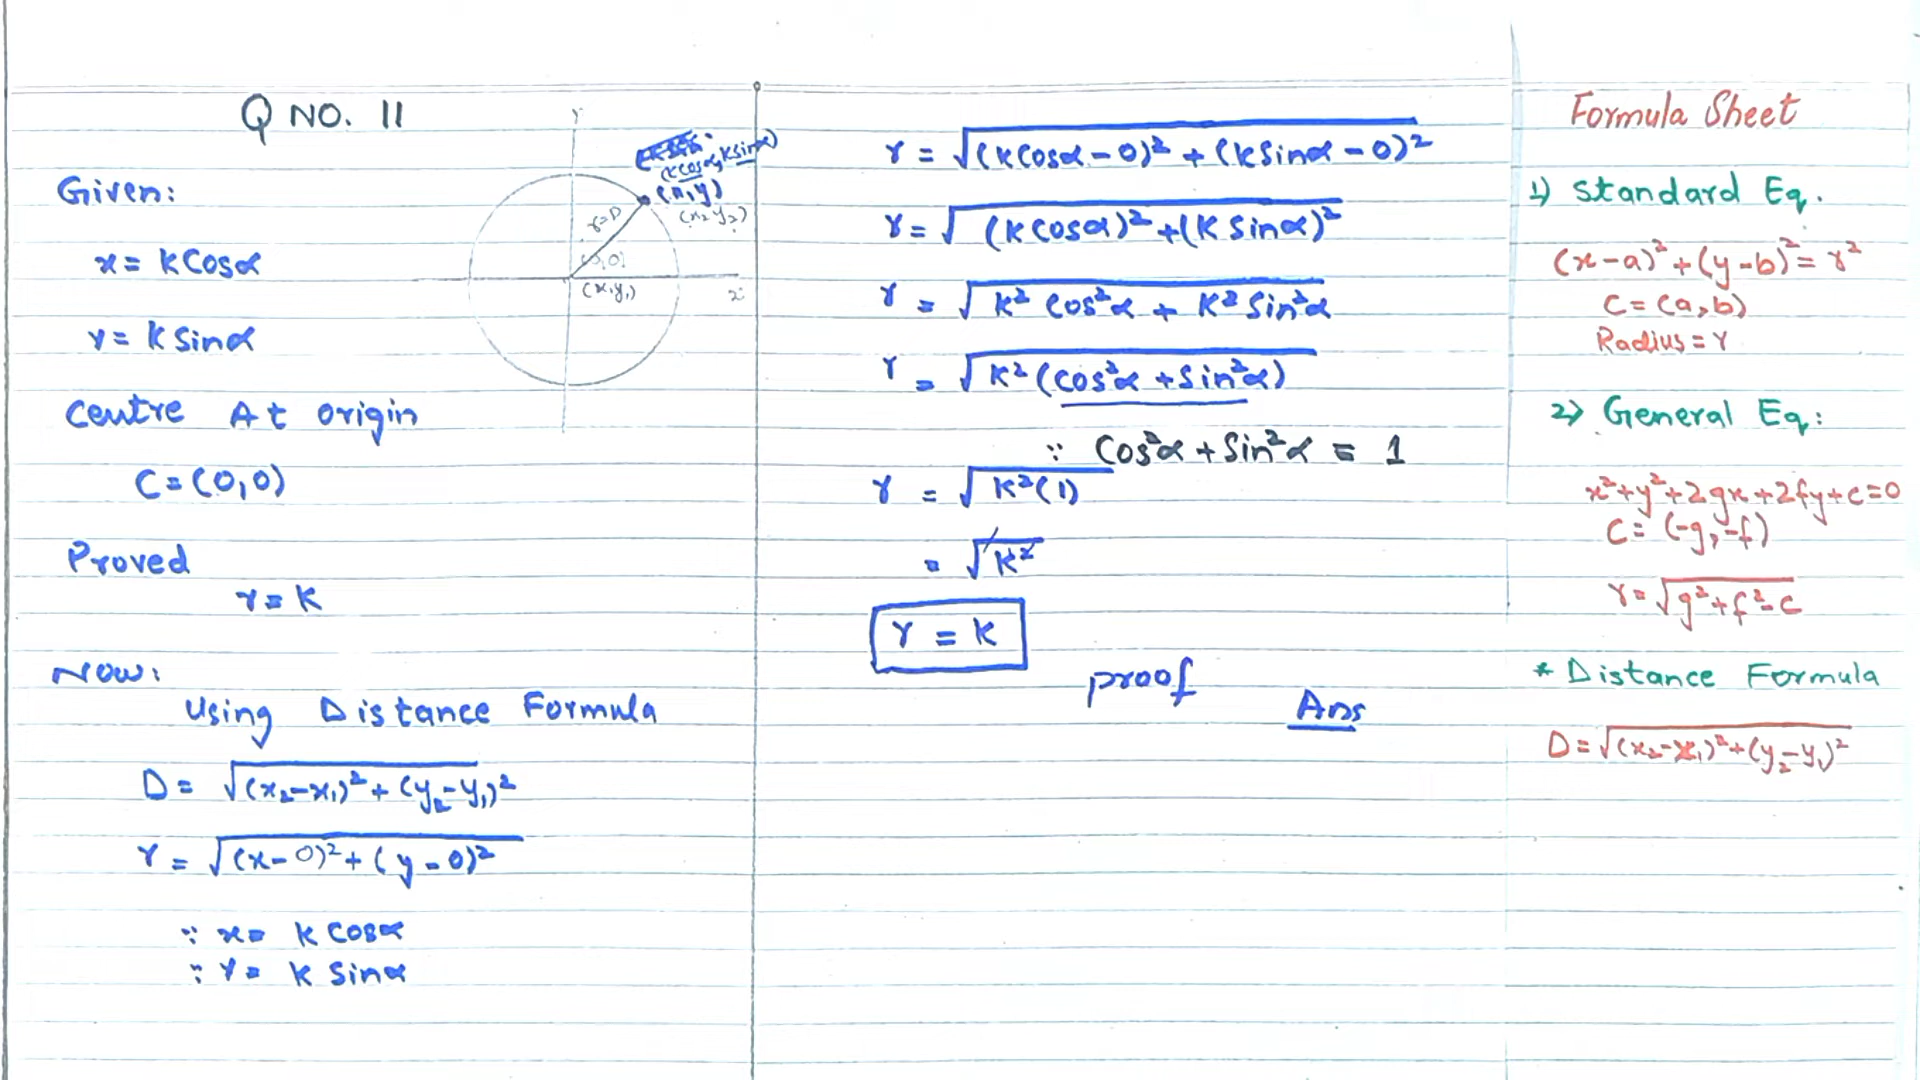 Q NO. 11
Given:
x = k Cosα
y = k Sinα
Centre At origin
C = (0,0)
Proved
r = k
Now:
Using Distance Formula
D = √(x₂-x₁)² + (y₂-y₁)²
r = √(x-0)² + (y-0)²
∵ x = k Cosα
∵ y = k Sinα
y
(kcosα, ksinα)
(x,y)
(x₂ y₂)
r=D
(0,0)
(x₁y₁)
x
r = √(k Cosα - 0)² + (k Sinα - 0)²
r = √(k Cosα)² + (k Sinα)²
r = √k² Cos²α + k² Sin²α
r = √k² (Cos²α + Sin²α)
∵ Cos²α + Sin²α = 1
r = √k²(1)
= √k²
r = k
proof
Ans
Formula Sheet
1) Standard Eq.
(x-a)² + (y-b)² = r²
C = (a,b)
Radius = r
2) General Eq:
x²+y²+2gx+2fy+c=0
C = (-g,-f)
r = √g²+f²-c
* Distance Formula
D = √(x₂-x₁)²+(y₂-y₁)²